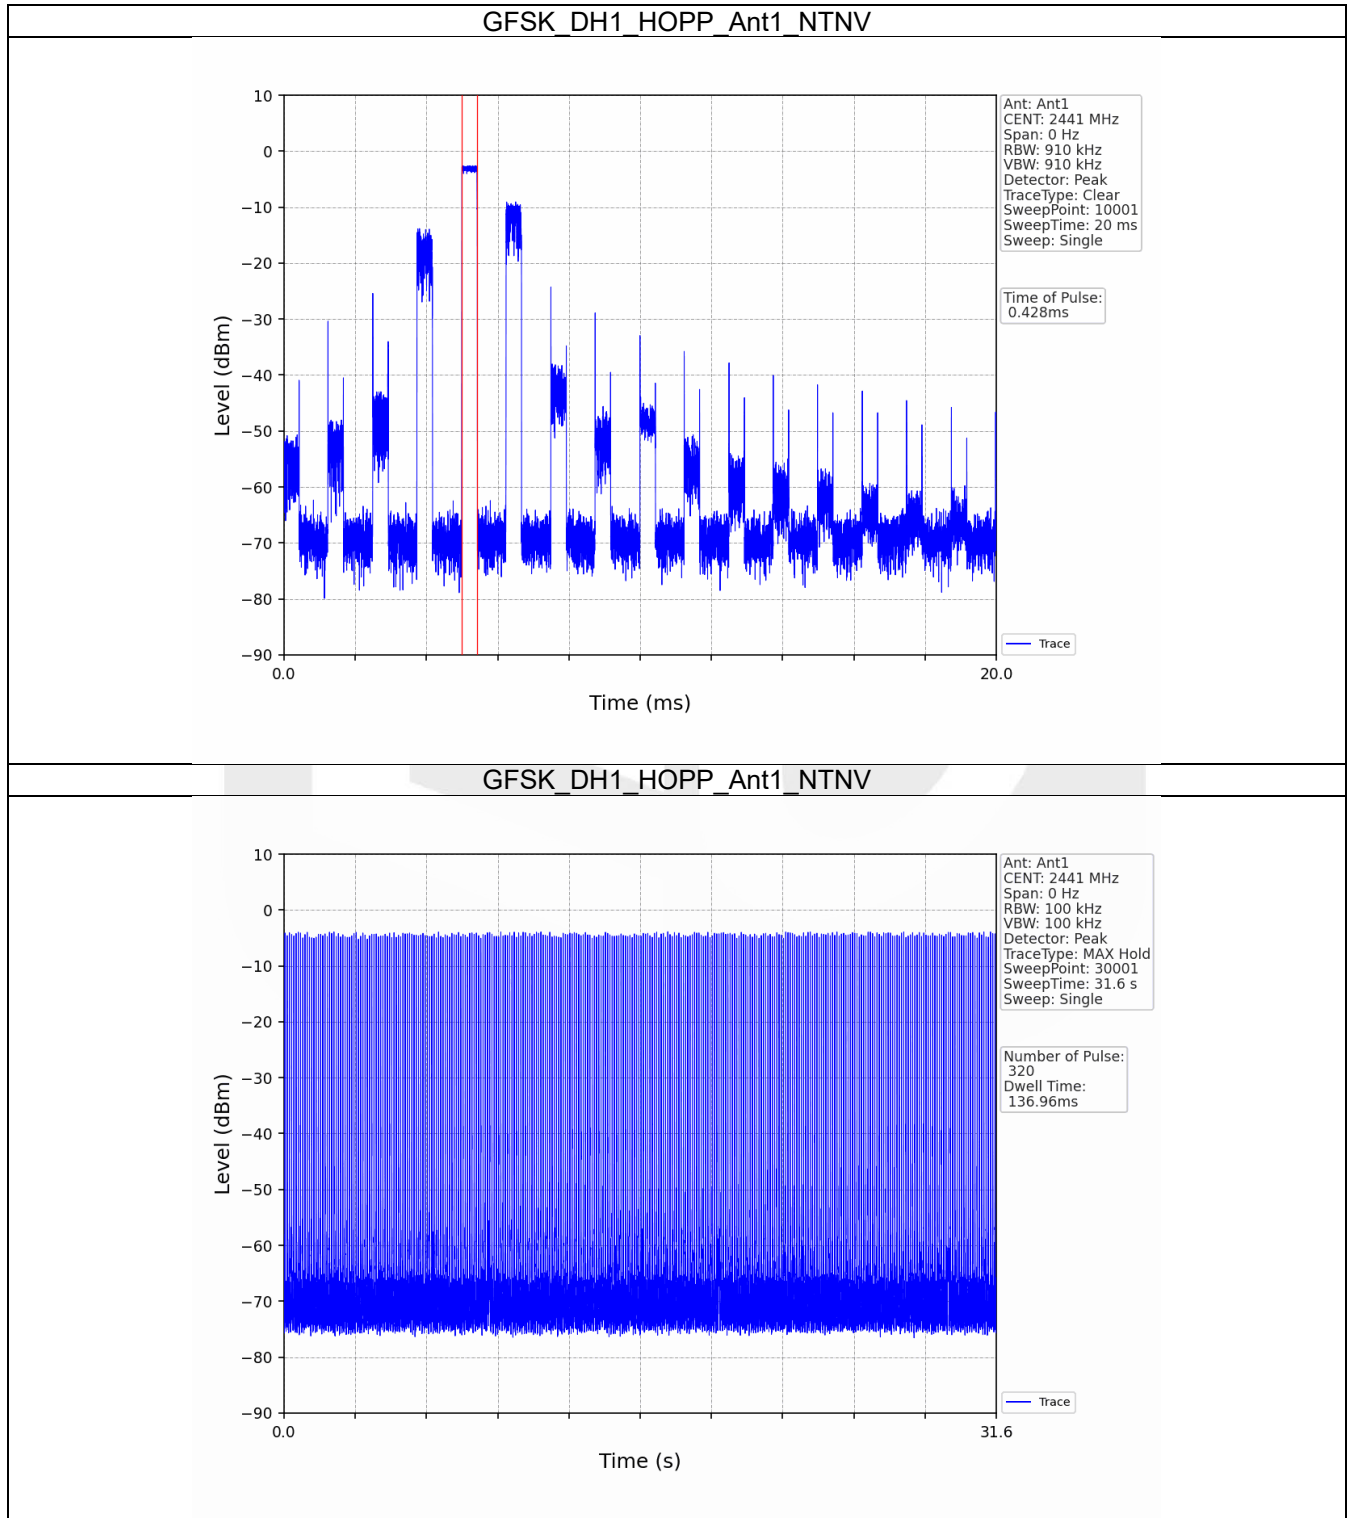 GFSK_DH1_HOPP_Ant1_NTNV
10
0
−10
−20
−30
−40
−50
−60
−70
−80
−90
Level (dBm)
0.0
20.0
Time (ms)
Ant: Ant1
CENT: 2441 MHz
Span: 0 Hz
RBW: 910 kHz
VBW: 910 kHz
Detector: Peak
TraceType: Clear
SweepPoint: 10001
SweepTime: 20 ms
Sweep: Single
Time of Pulse:
0.428ms
Trace
GFSK_DH1_HOPP_Ant1_NTNV
10
0
−10
−20
−30
−40
−50
−60
−70
−80
−90
Level (dBm)
0.0
31.6
Time (s)
Ant: Ant1
CENT: 2441 MHz
Span: 0 Hz
RBW: 100 kHz
VBW: 100 kHz
Detector: Peak
TraceType: MAX Hold
SweepPoint: 30001
SweepTime: 31.6 s
Sweep: Single
Number of Pulse:
320
Dwell Time:
136.96ms
Trace